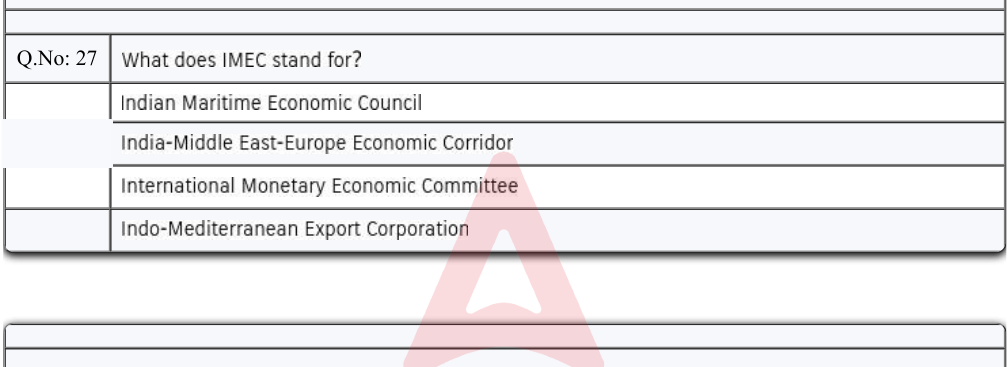 Q.No: 27 What does IMEC stand for?
Indian Maritime Economic Council
India-Middle East-Europe Economic Corridor
International Monetary Economic Committee
Indo-Mediterranean Export Corporation